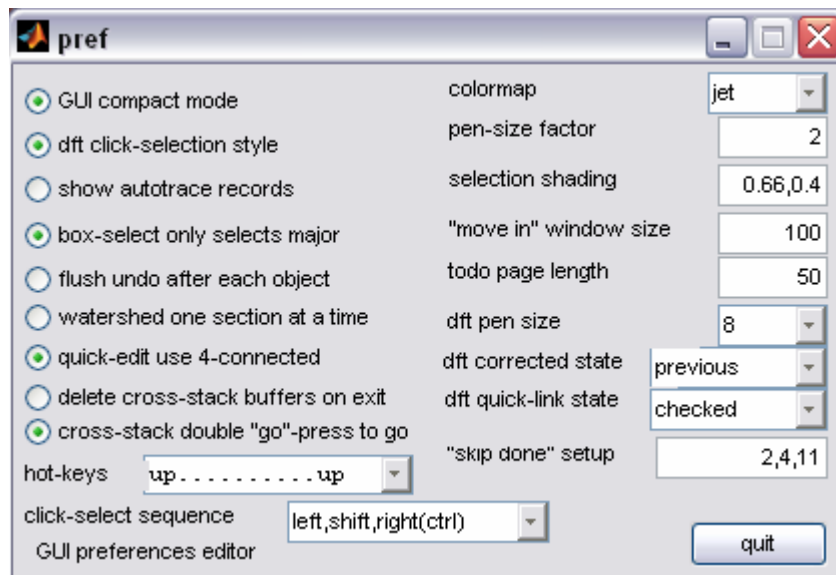 pref
GUI compact mode
dft click-selection style
show autotrace records
box-select only selects major
flush undo after each object
watershed one section at a time
quick-edit use 4-connected
delete cross-stack buffers on exit
cross-stack double "go"-press to go
hot-keys up..........up
click-select sequence left,shift,right(ctrl)
GUI preferences editor
colormap jet
pen-size factor 2
selection shading 0.66,0.4
"move in" window size 100
todo page length 50
dft pen size 8
dft corrected state previous
dft quick-link state checked
"skip done" setup 2,4,11
quit